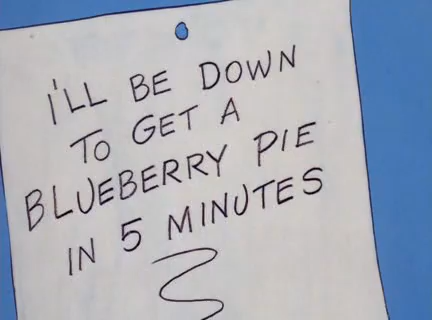 I'LL BE DOWN
TO GET A
BLUEBERRY PIE
IN 5 MINUTES